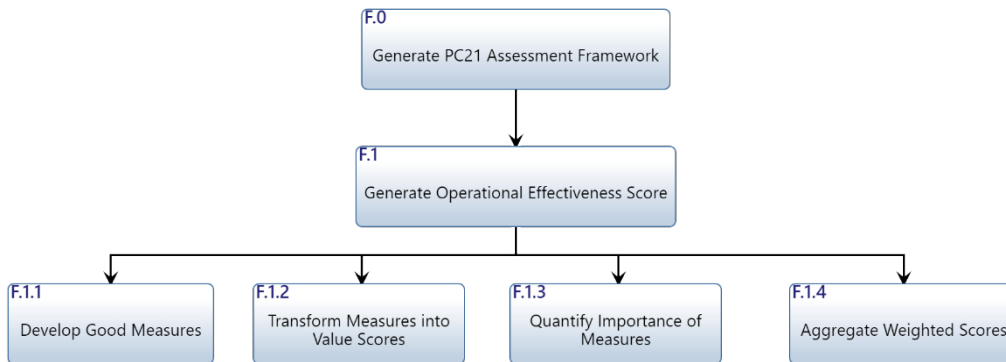 F.0
Generate PC21 Assessment Framework
F.1
Generate Operational Effectiveness Score
F.1.1
Develop Good Measures
F.1.2
Transform Measures into
Value Scores
F.1.3
Quantify Importance of
Measures
F.1.4
Aggregate Weighted Scores